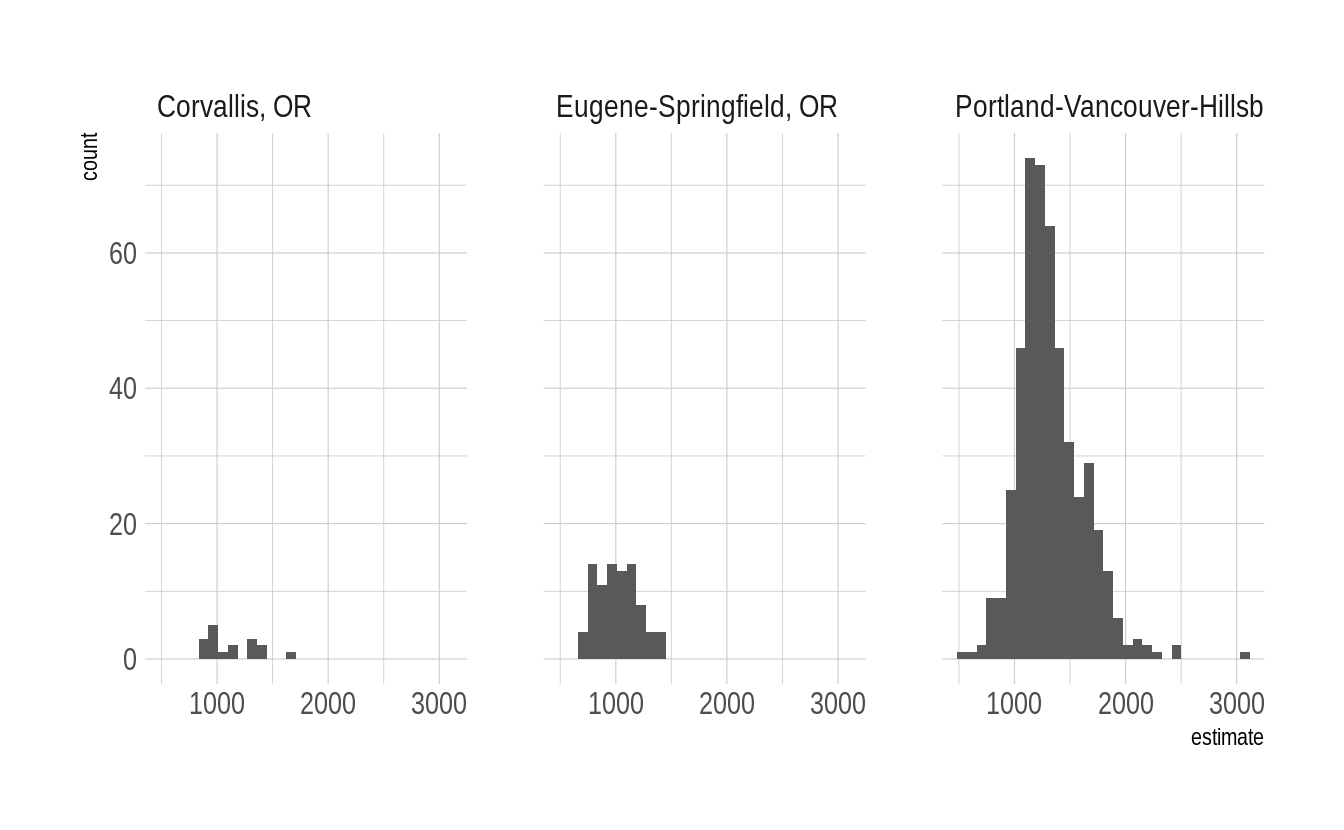 Corvallis, OR
Eugene-Springfield, OR
Portland-Vancouver-Hillsb
count
60
40
20
0
1000 2000 3000
1000 2000 3000
1000 2000 3000
estimate